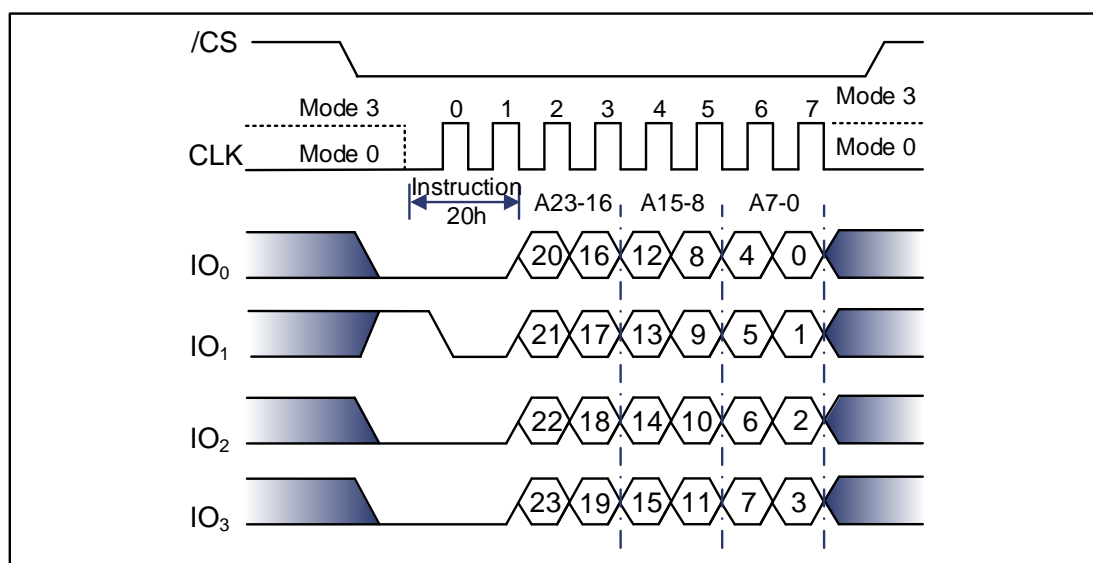 /CS
Mode 3 0 1 2 3 4 5 6 7 Mode 3
CLK Mode 0 Mode 0
Instruction
20h A23-16 A15-8 A7-0
IO0 20 16 12 8 4 0
IO1 21 17 13 9 5 1
IO2 22 18 14 10 6 2
IO3 23 19 15 11 7 3